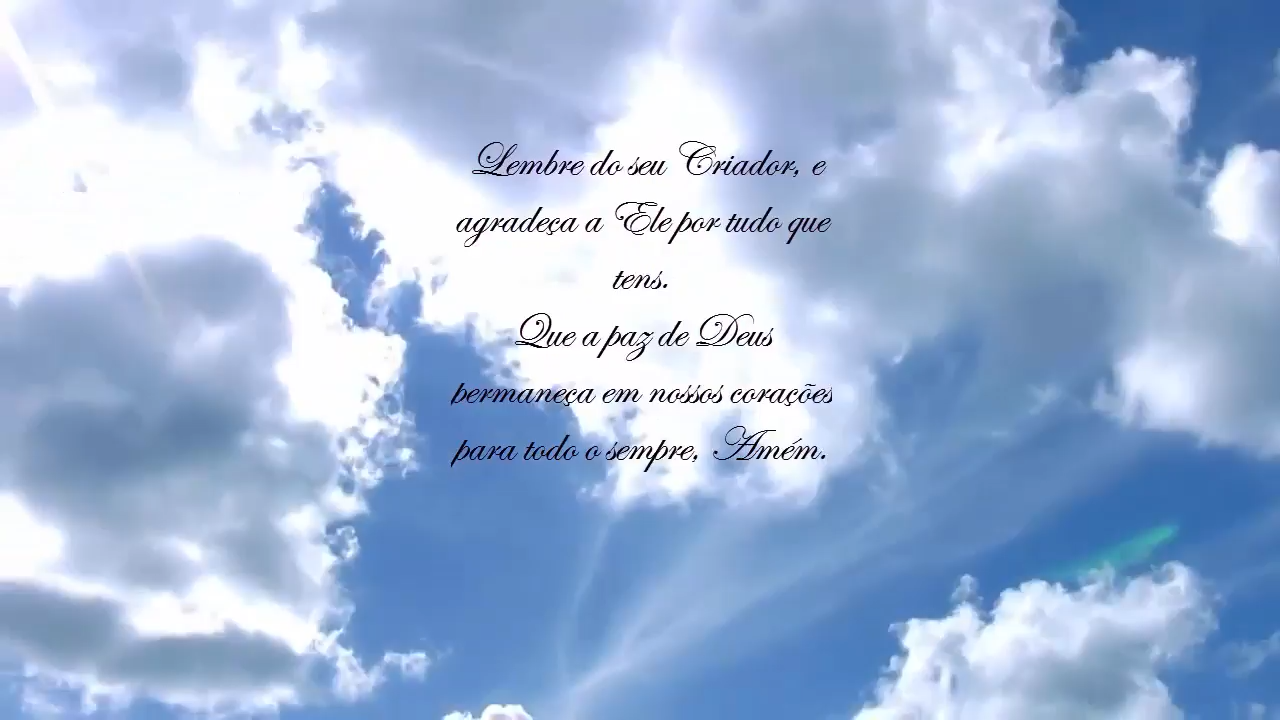 Lembre do seu Criador, e
agradeça a Ele por tudo que
tens.
Que a paz de Deus
permaneça em nossos corações
para todo o sempre, Amém.